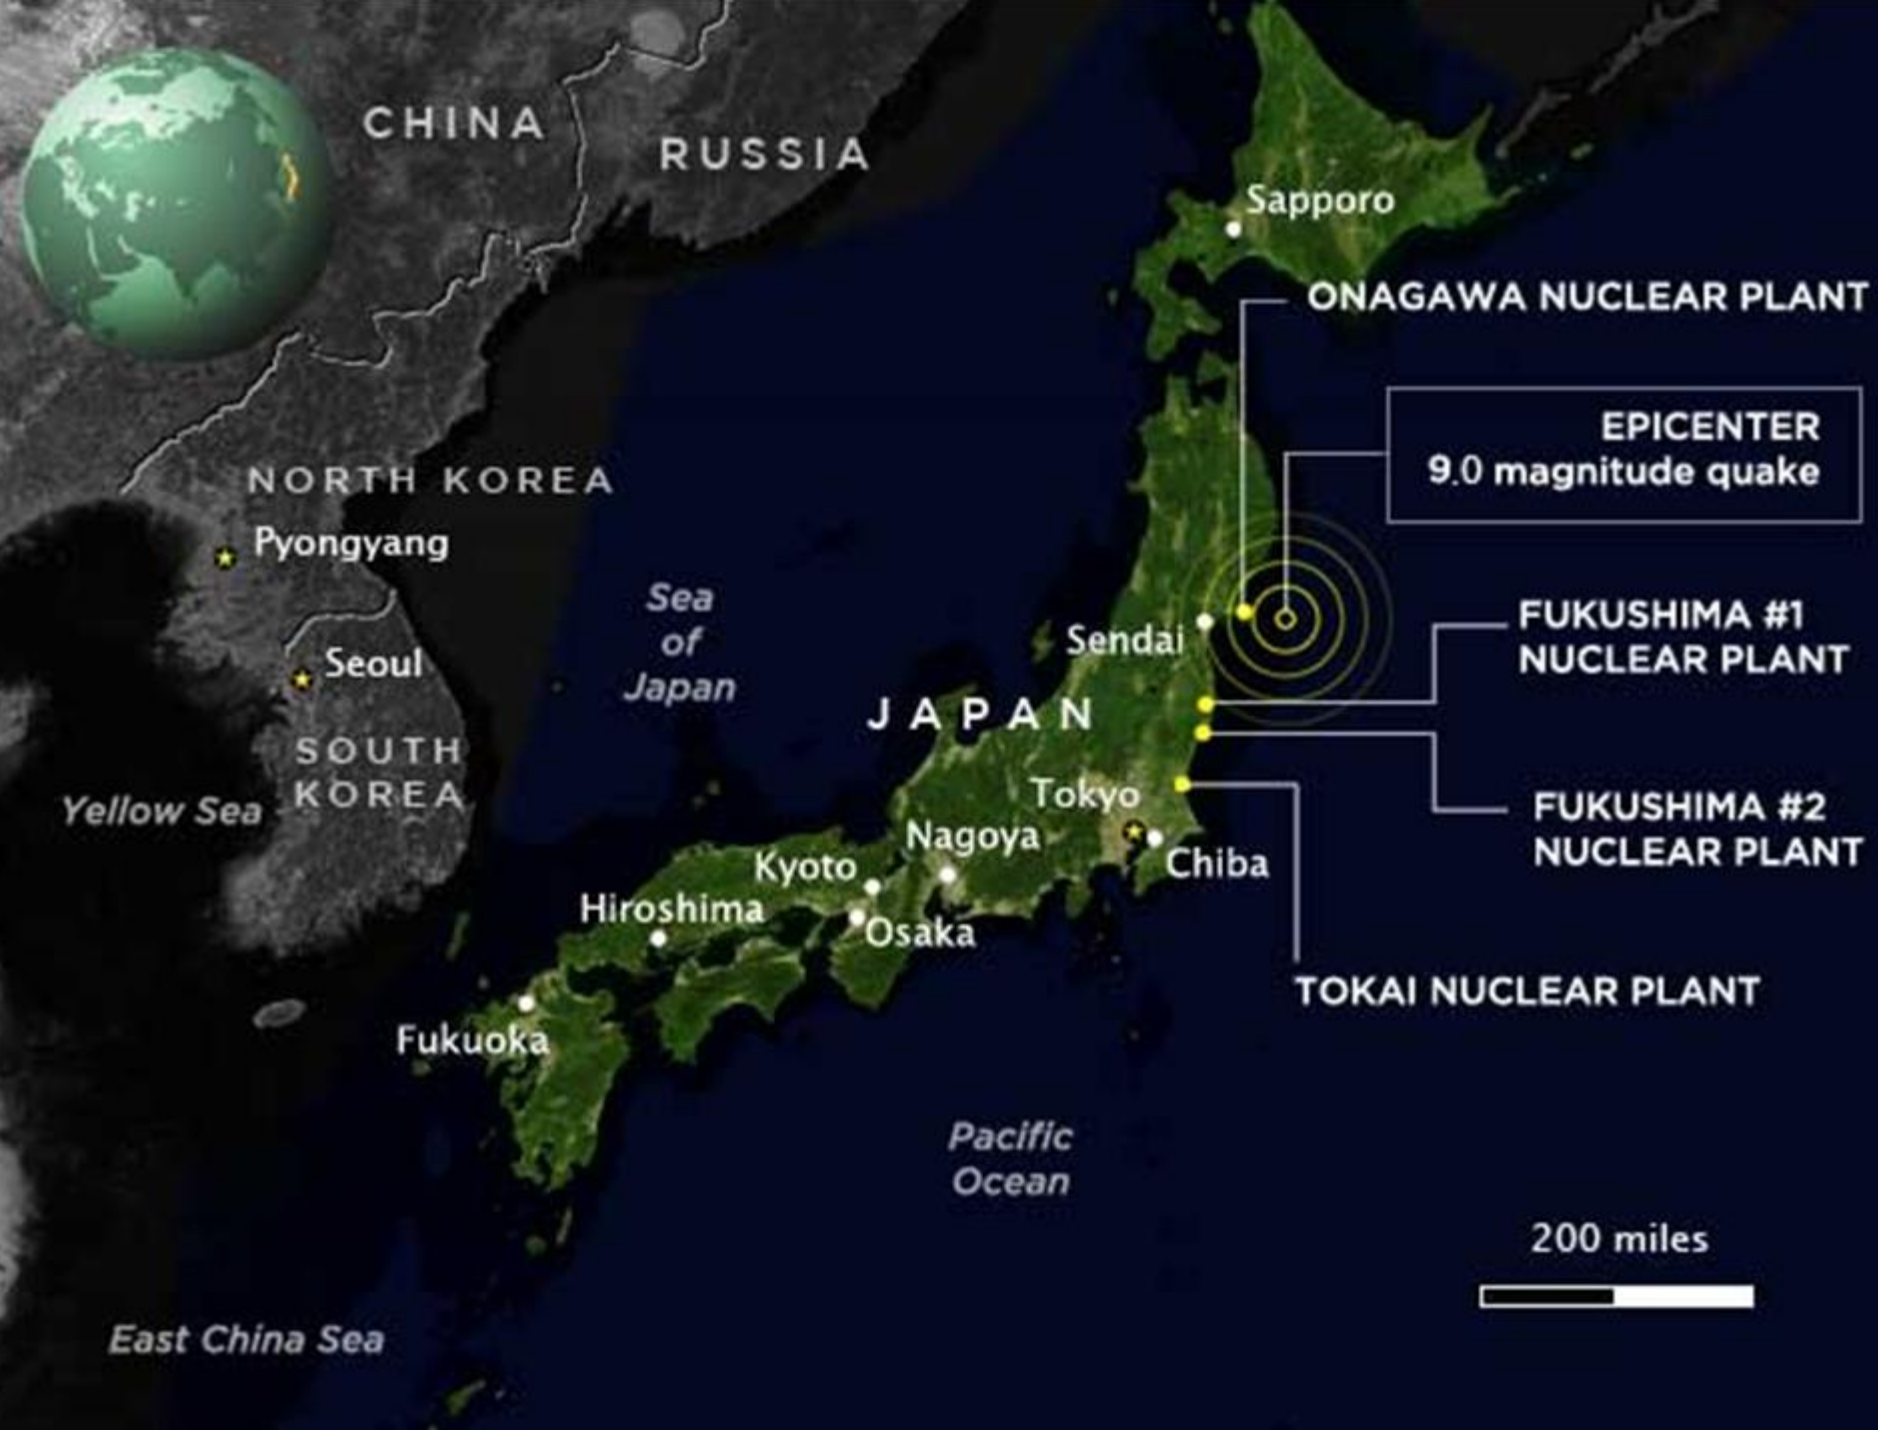 CHINA
RUSSIA
Sapporo
ONAGAWA NUCLEAR PLANT
EPICENTER
9.0 magnitude quake
NORTH KOREA
Pyongyang
Sea
of
Japan
FUKUSHIMA #1
NUCLEAR PLANT
Sendai
Seoul
JAPAN
SOUTH
KOREA
Yellow Sea
Tokyo
Nagoya
FUKUSHIMA #2
NUCLEAR PLANT
Kyoto
Chiba
Hiroshima
Osaka
TOKAI NUCLEAR PLANT
Fukuoka
Pacific
Ocean
200 miles
East China Sea